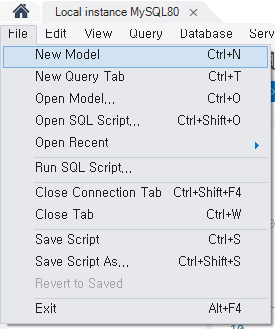 Local instance MySQL80 ×
File Edit View Query Database Serv
New Model Ctrl+N
New Query Tab Ctrl+T
Open Model... Ctrl+O
Open SQL Script... Ctrl+Shift+O
Open Recent
Run SQL Script...
Close Connection Tab Ctrl+Shift+F4
Close Tab Ctrl+W
Save Script Ctrl+S
Save Script As... Ctrl+Shift+S
Revert to Saved
Exit Alt+F4
10